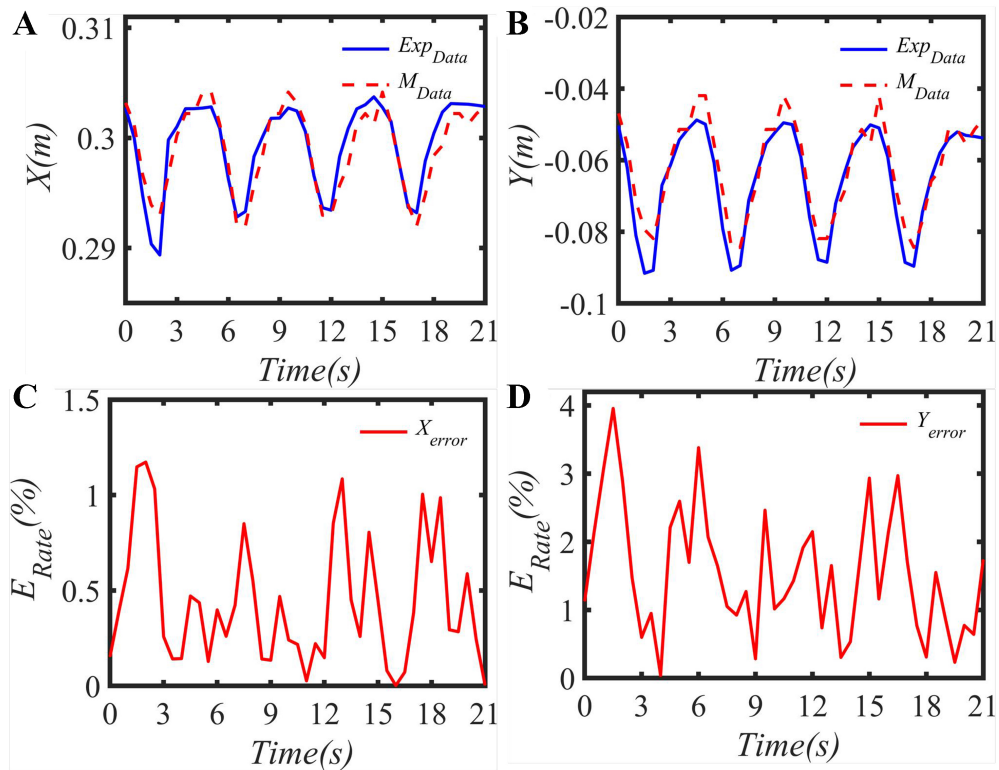 A
0.31
0.3
0.29
X(m)
Exp_Data
M_Data
0 3 6 9 12 15 18 21
Time(s)
B
-0.02
-0.04
-0.06
-0.08
-0.1
Y(m)
Exp_Data
M_Data
0 3 6 9 12 15 18 21
Time(s)
C
1.5
1
0.5
0
E_Rate(%)
X_error
0 3 6 9 12 15 18 21
Time(s)
D
4
3
2
1
0
E_Rate(%)
Y_error
0 3 6 9 12 15 18 21
Time(s)